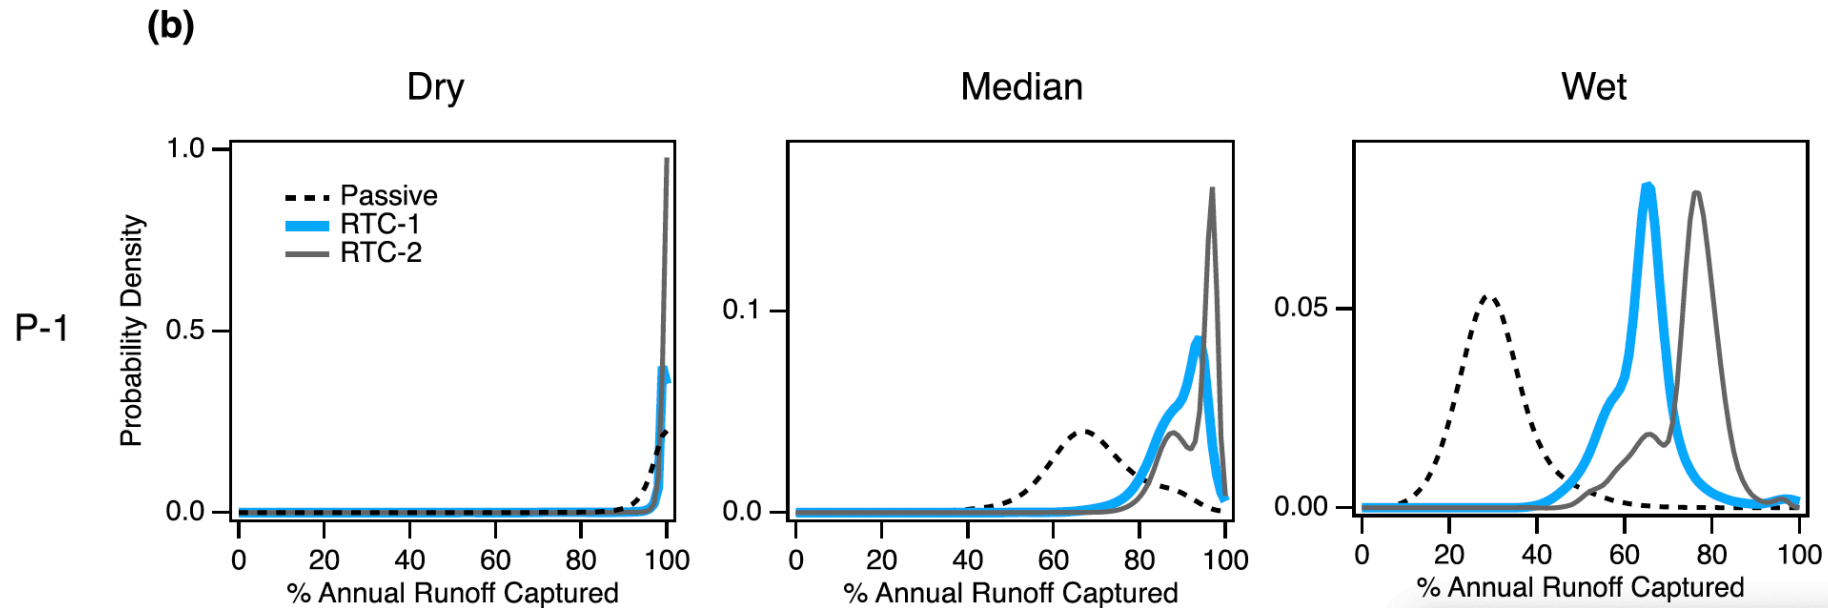 (b)
Dry
Median
Wet
P-1
Probability Density
1.0
0.5
0.0
Passive
RTC-1
RTC-2
0 20 40 60 80 100
% Annual Runoff Captured
0.1
0.0
0 20 40 60 80 100
% Annual Runoff Captured
0.05
0.00
0 20 40 60 80 100
% Annual Runoff Captured